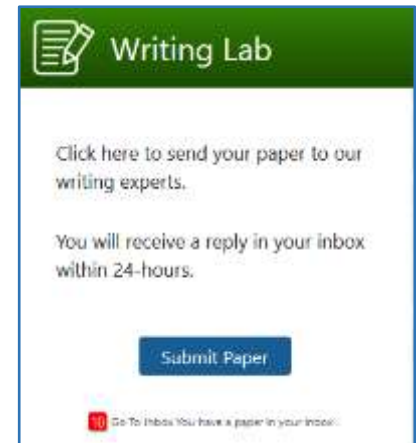 Writing Lab
Click here to send your paper to our
writing experts.
You will receive a reply in your inbox
within 24-hours.
Submit Paper
10 Go To Inbox You have a paper in your inbox